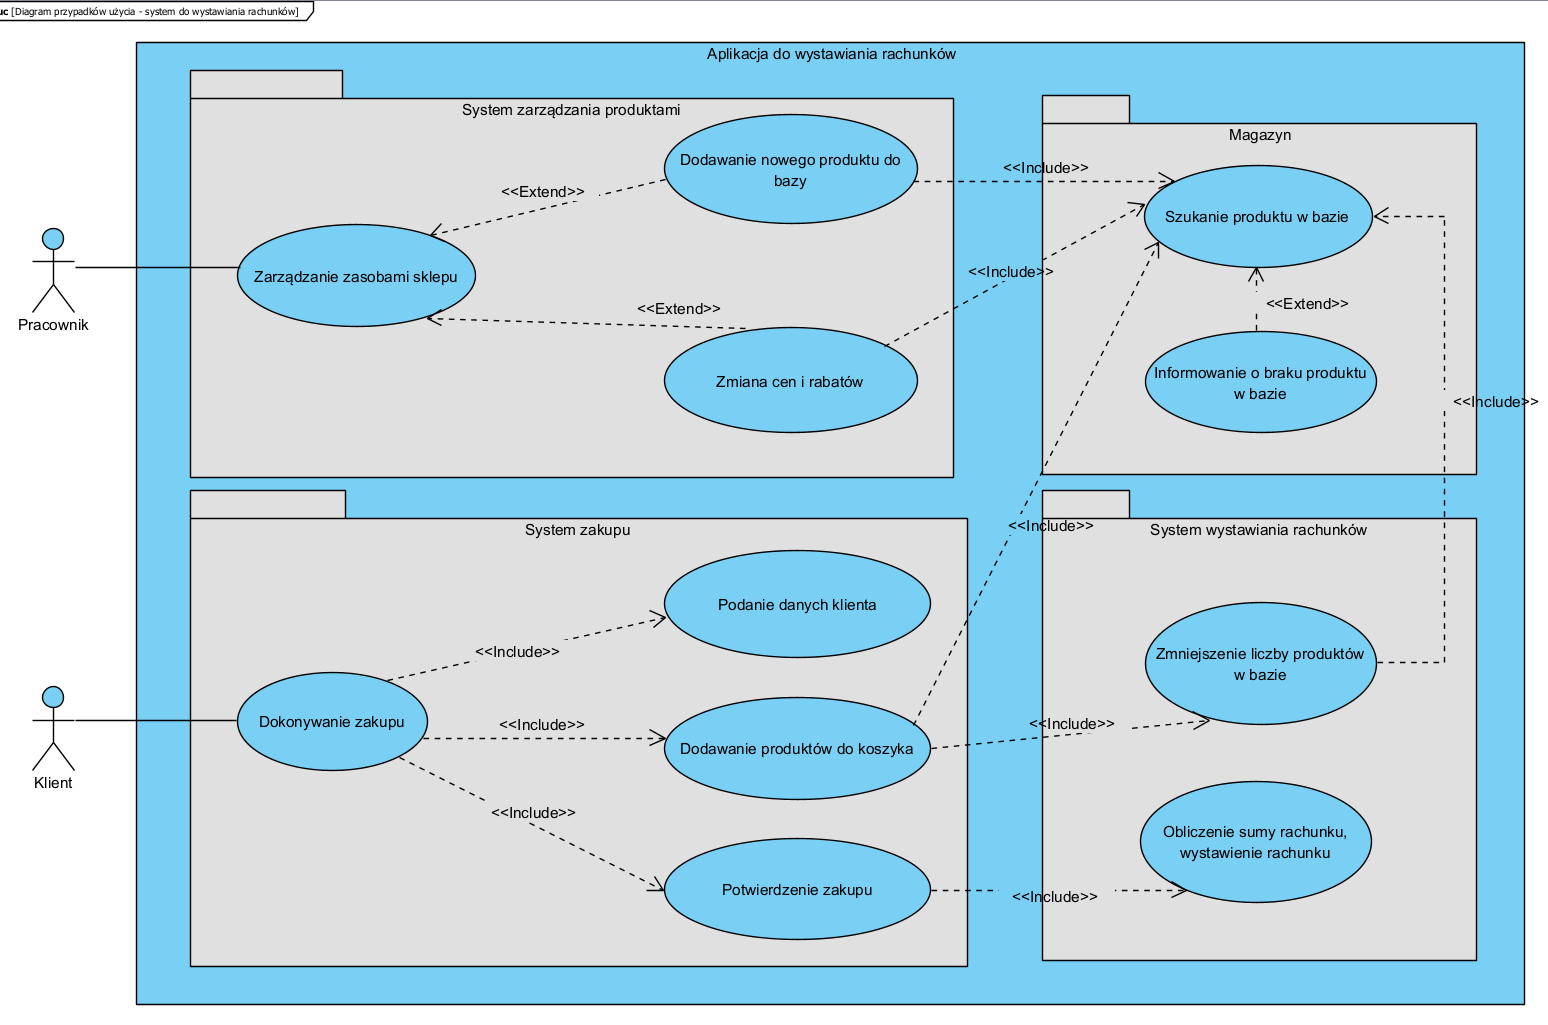 uc [Diagram przypadków użycia - system do wystawiania rachunków]
Aplikacja do wystawiania rachunków
System zarządzania produktami
Dodawanie nowego produktu do
bazy
<<Extend>>
Zarządzanie zasobami sklepu
<<Extend>>
Zmiana cen i rabatów
Pracownik
<<Include>>
<<Include>>
Magazyn
Szukanie produktu w bazie
<<Extend>>
Informowanie o braku produktu
w bazie
<<Include>>
System zakupu
Podanie danych klienta
<<Include>>
Dokonywanie zakupu
<<Include>>
Dodawanie produktów do koszyka
<<Include>>
Potwierdzenie zakupu
Klient
<<Include>>
<<Include>>
<<Include>>
System wystawiania rachunków
Zmniejszenie liczby produktów
w bazie
Obliczenie sumy rachunku,
wystawienie rachunku